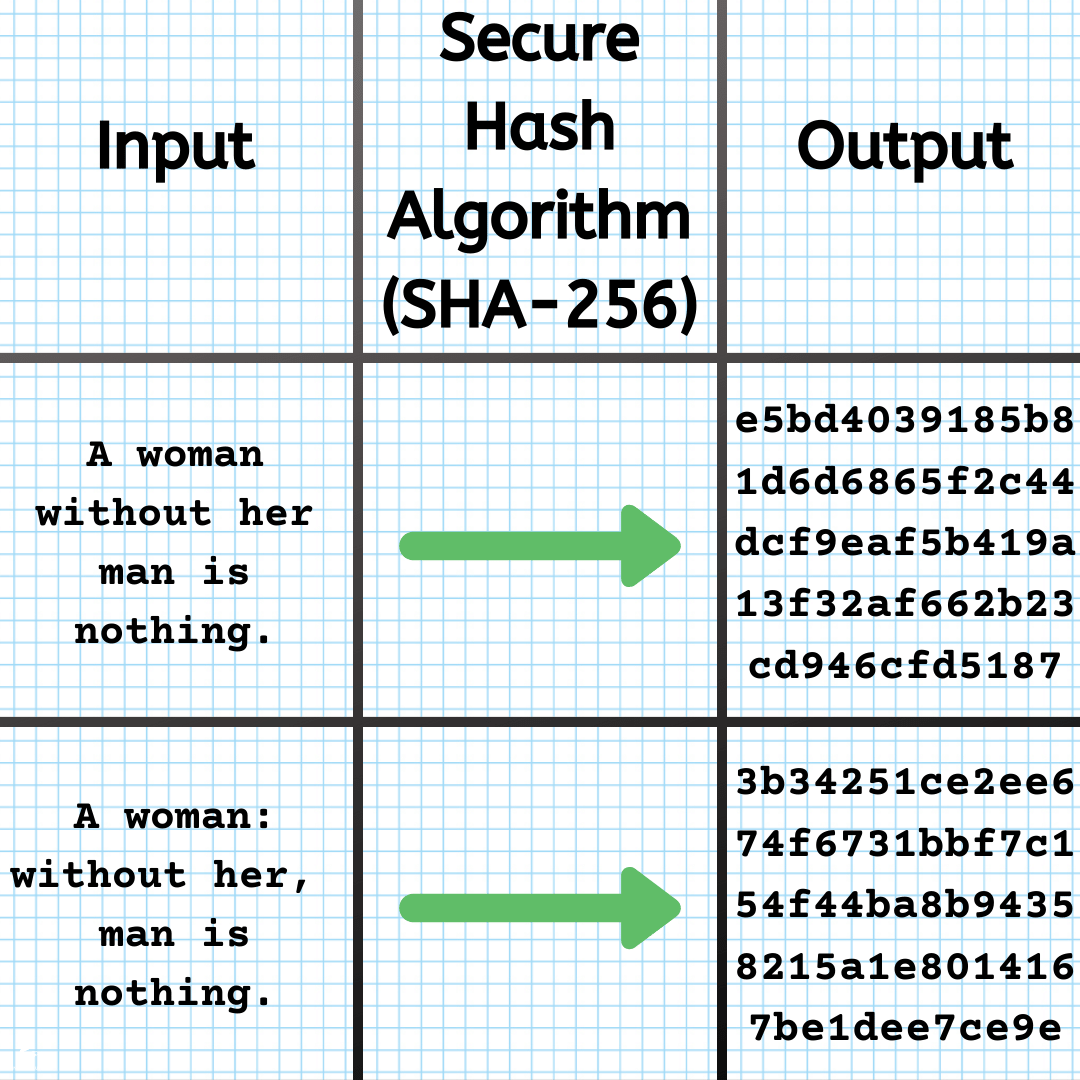 Input
Secure
Hash
Algorithm
(SHA-256)
Output
A woman
without her
man is
nothing.
e5bd4039185b8
1d6d6865f2c44
dcf9eaf5b419a
13f32af662b23
cd946cfd5187
A woman:
without her,
man is
nothing.
3b34251ce2ee6
74f6731bbf7c1
54f44ba8b9435
8215a1e801416
7be1dee7ce9e